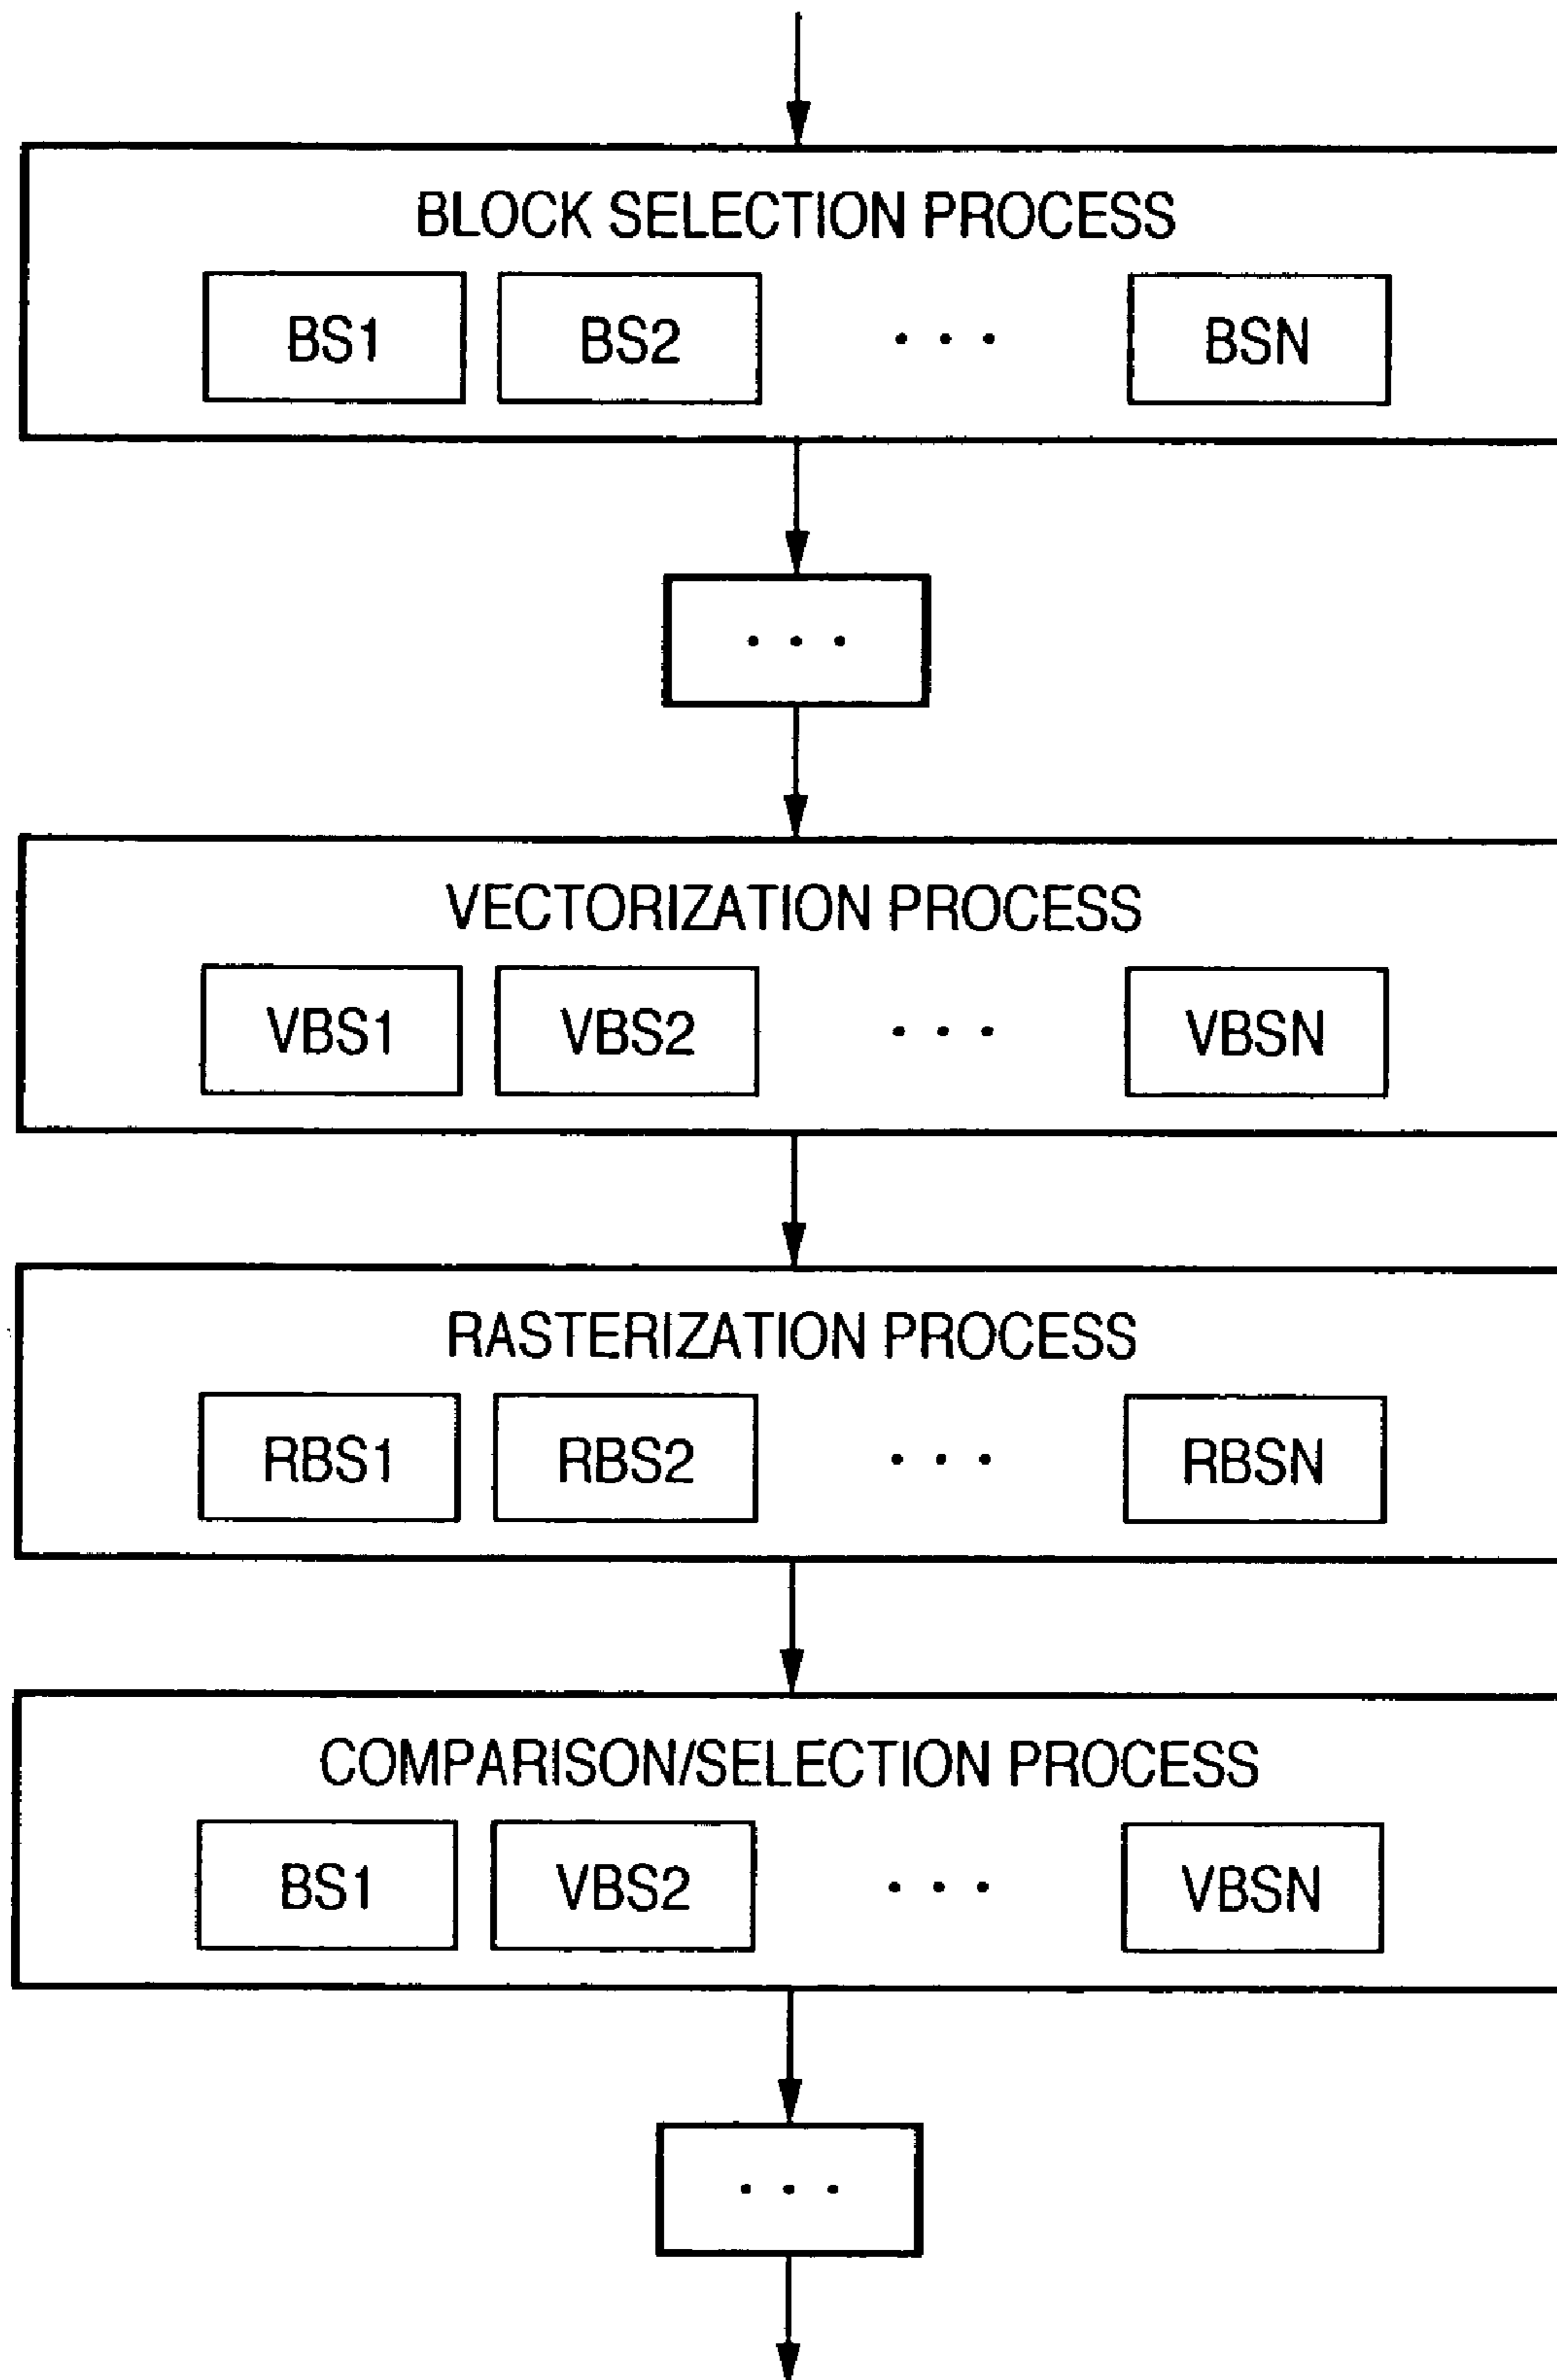 BLOCK SELECTION PROCESS
BS1 BS2 · · · BSN
· · ·
VECTORIZATION PROCESS
VBS1 VBS2 · · · VBSN
RASTERIZATION PROCESS
RBS1 RBS2 · · · RBSN
COMPARISON/SELECTION PROCESS
BS1 VBS2 · · · VBSN
· · ·